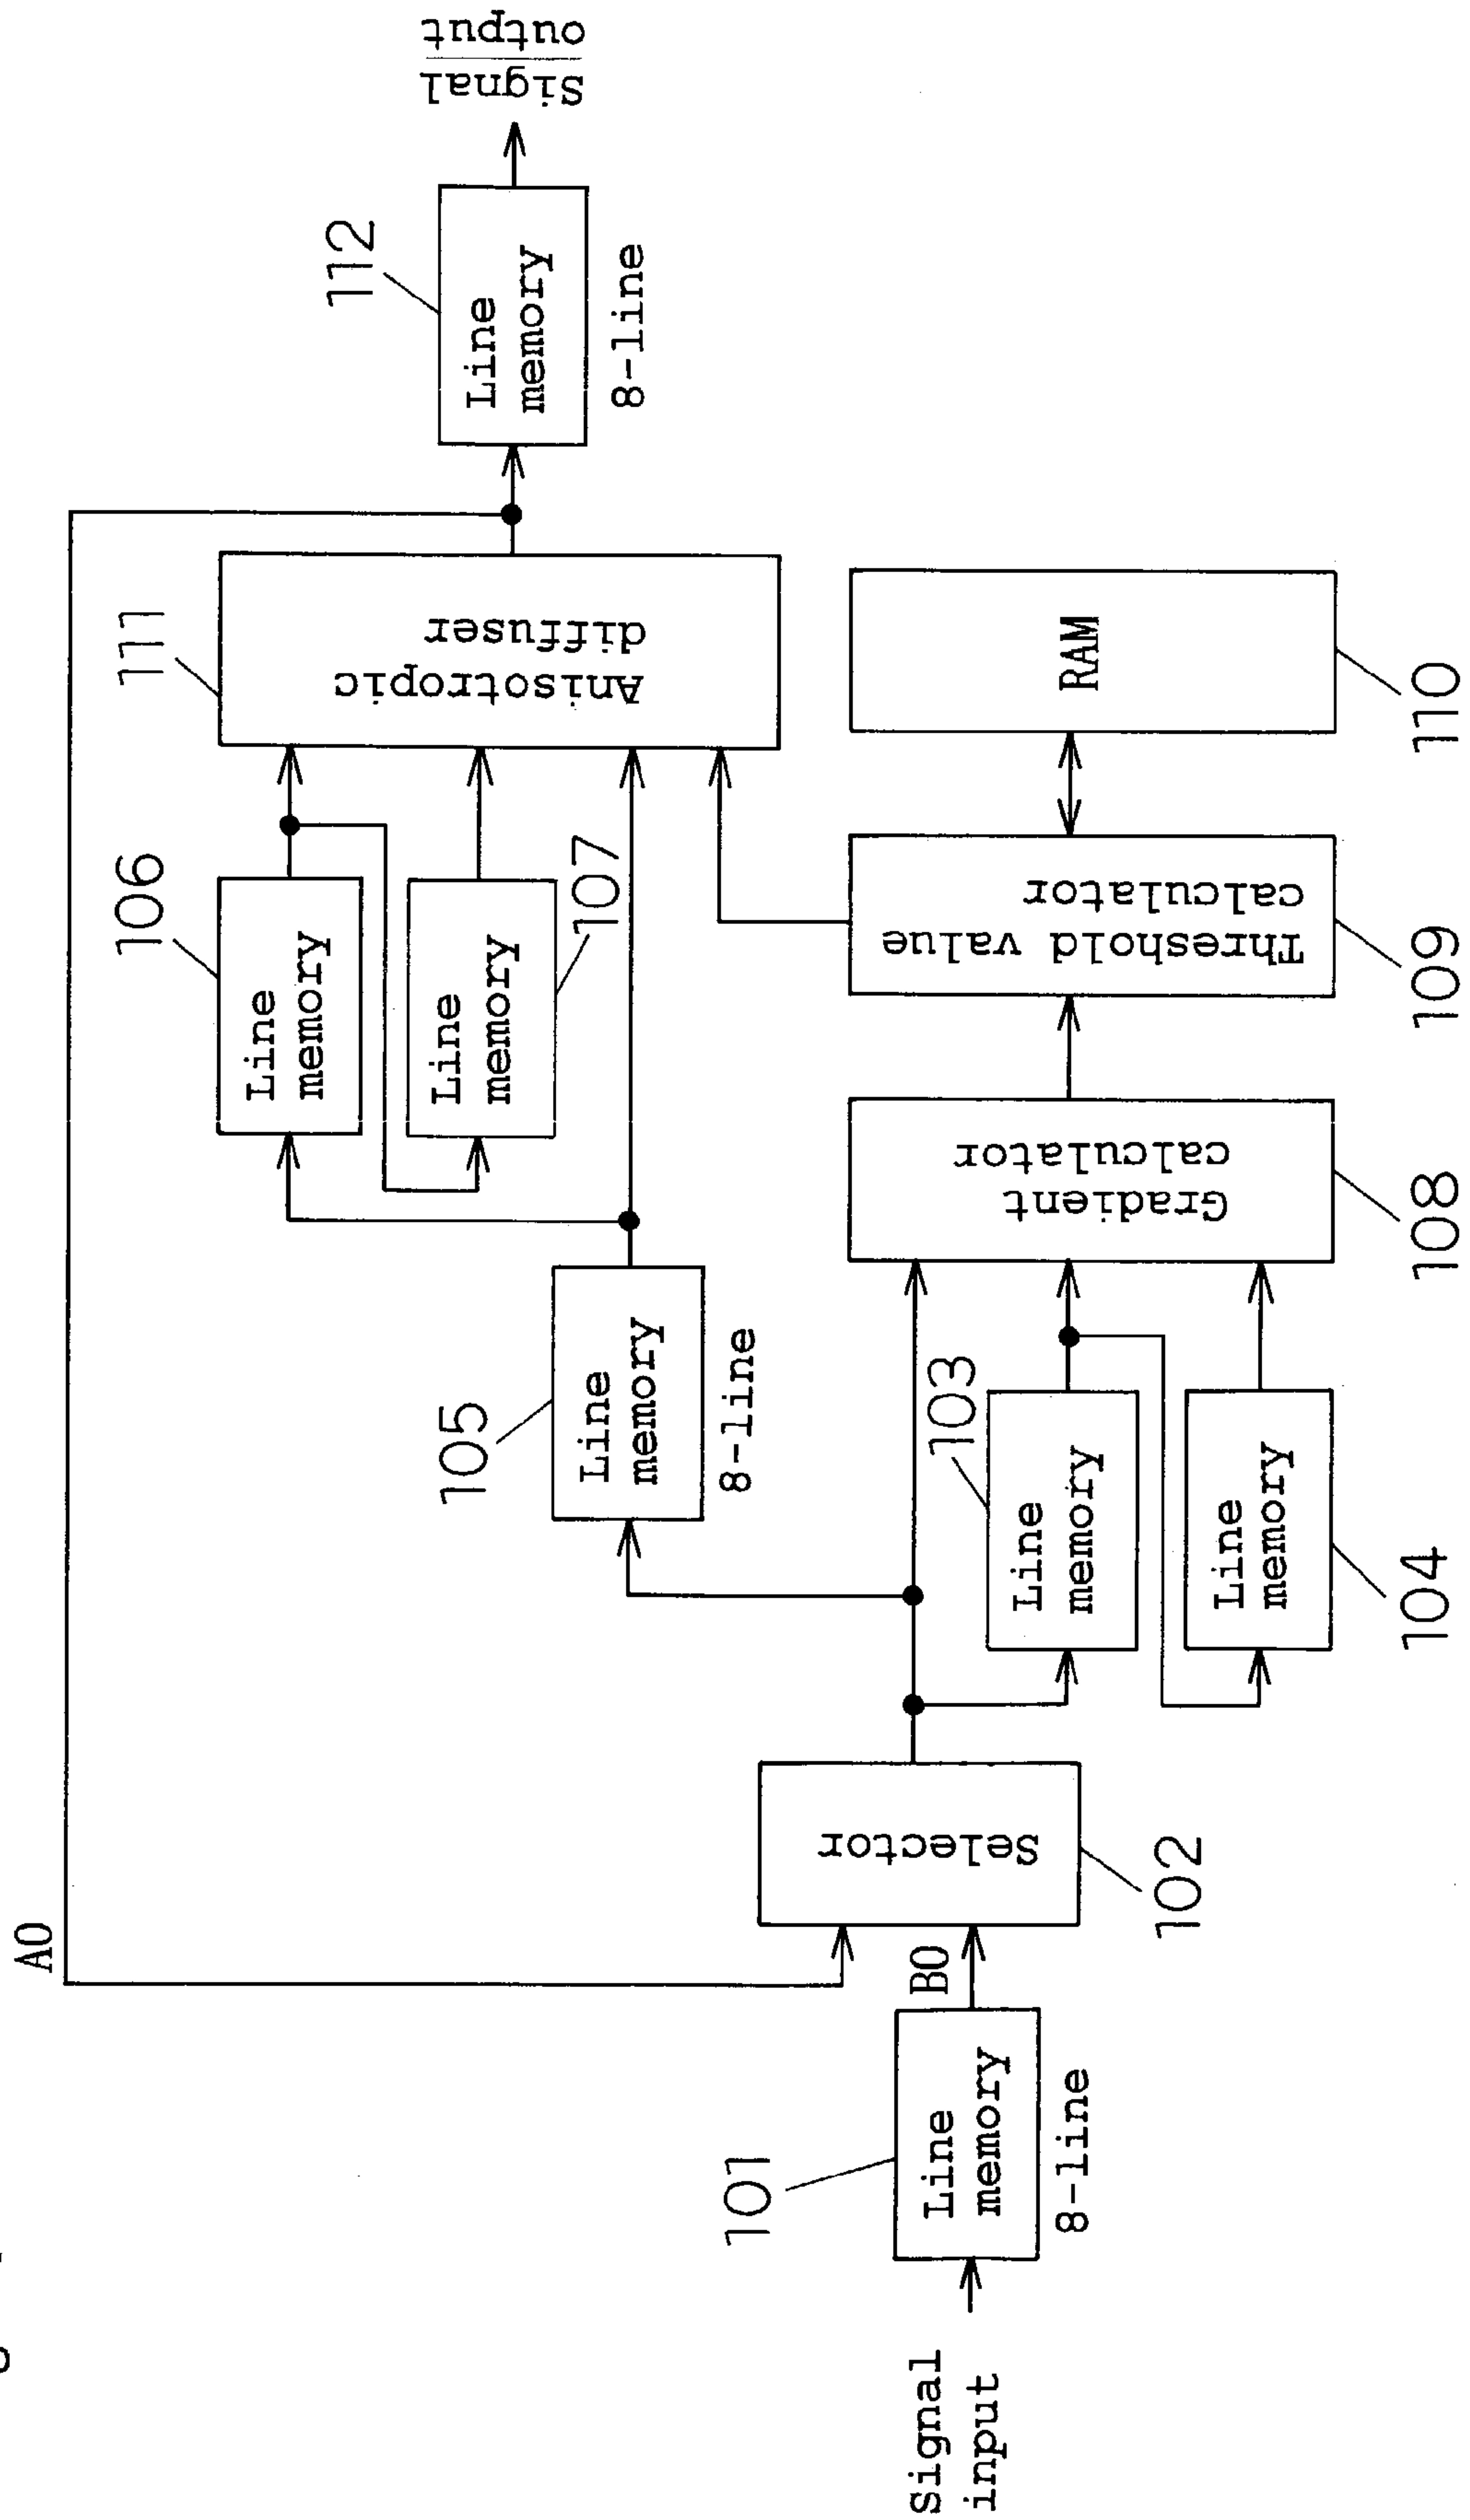 A0
106
Line
memory
111
Anisotropic
diffuser
112
Line
memory
8-line
Signal
output
105
Line
memory
8-line
Line
memory
107
Signal
input
101
Line
memory
8-line
B0
Selector
102
103
Line
memory
Line
memory
104
Gradient
calculator
108
Threshold value
calculator
109
RAM
110